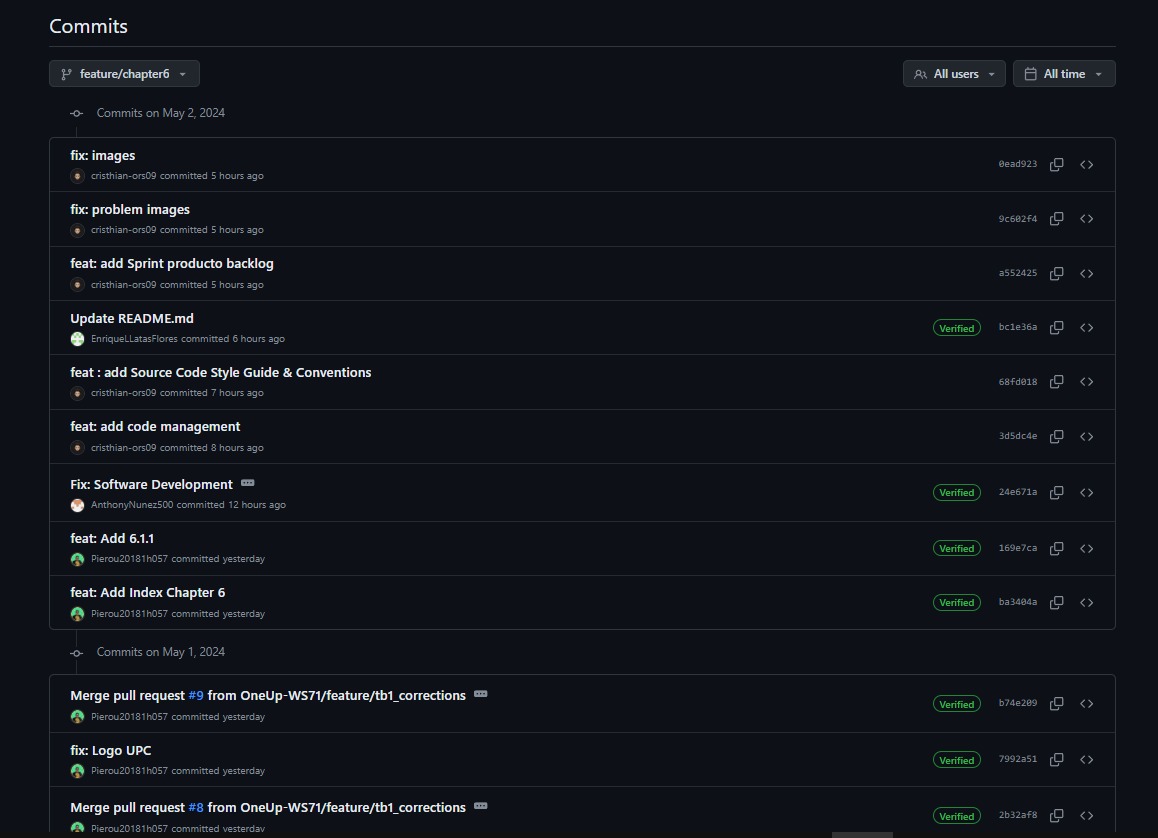 Commits
feature/chapter6
All users
All time
Commits on May 2, 2024
fix: images
cristhian-ors09 committed 5 hours ago
0ead923
fix: problem images
cristhian-ors09 committed 5 hours ago
9c602f4
feat: add Sprint producto backlog
cristhian-ors09 committed 5 hours ago
a552425
Update README.md
EnriqueLLatasFlores committed 6 hours ago
Verified
bc1e36a
feat : add Source Code Style Guide & Conventions
cristhian-ors09 committed 7 hours ago
68fd018
feat: add code management
cristhian-ors09 committed 8 hours ago
3d5dc4e
Fix: Software Development
AnthonyNunez500 committed 12 hours ago
Verified
24e671a
feat: Add 6.1.1
Pierou20181h057 committed yesterday
Verified
169e7ca
feat: Add Index Chapter 6
Pierou20181h057 committed yesterday
Verified
ba3404a
Commits on May 1, 2024
Merge pull request #9 from OneUp-WS71/feature/tb1_corrections
Pierou20181h057 committed yesterday
Verified
b74e209
fix: Logo UPC
Pierou20181h057 committed yesterday
Verified
7992a51
Merge pull request #8 from OneUp-WS71/feature/tb1_corrections
Pierou20181h057 committed yesterday
Verified
2b32af8